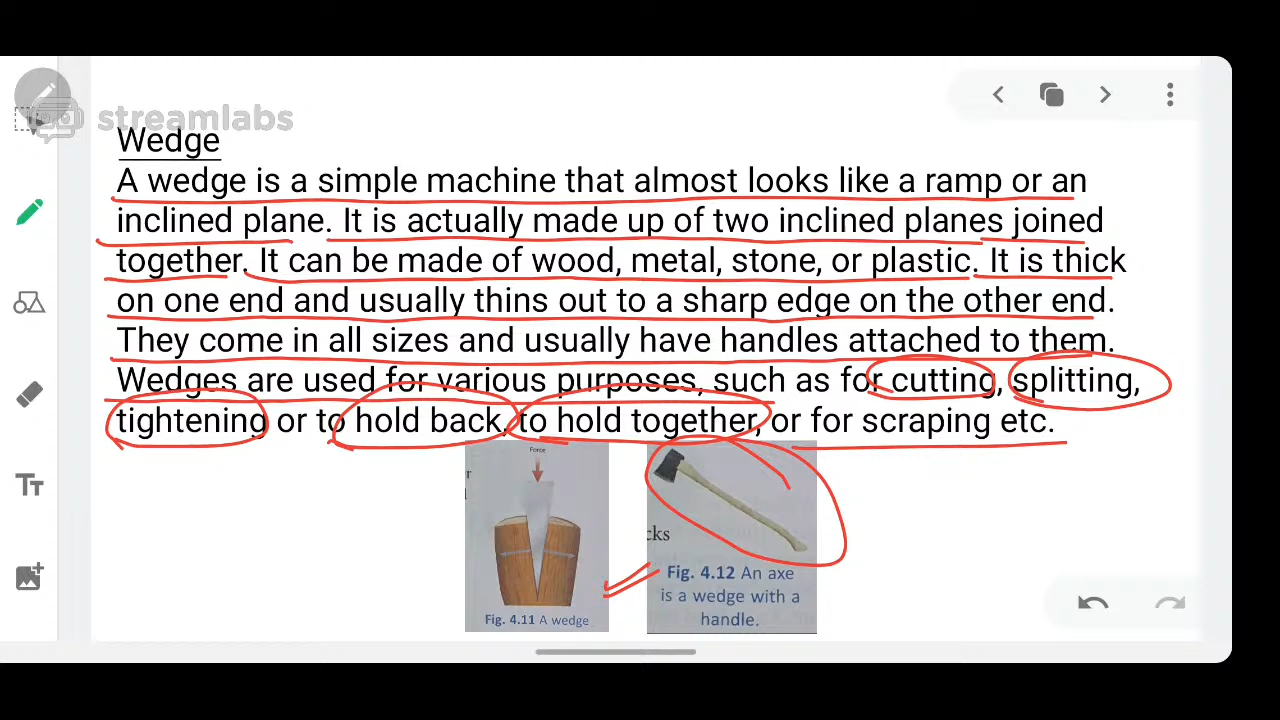 streamlabs
Wedge
A wedge is a simple machine that almost looks like a ramp or an
inclined plane. It is actually made up of two inclined planes joined
together. It can be made of wood, metal, stone, or plastic. It is thick
on one end and usually thins out to a sharp edge on the other end.
They come in all sizes and usually have handles attached to them.
Wedges are used for various purposes, such as for cutting, splitting,
tightening or to hold back, to hold together, or for scraping etc.
Force
Fig. 4.11 A wedge
cks
Fig. 4.12 An axe
is a wedge with a
handle.
Tт